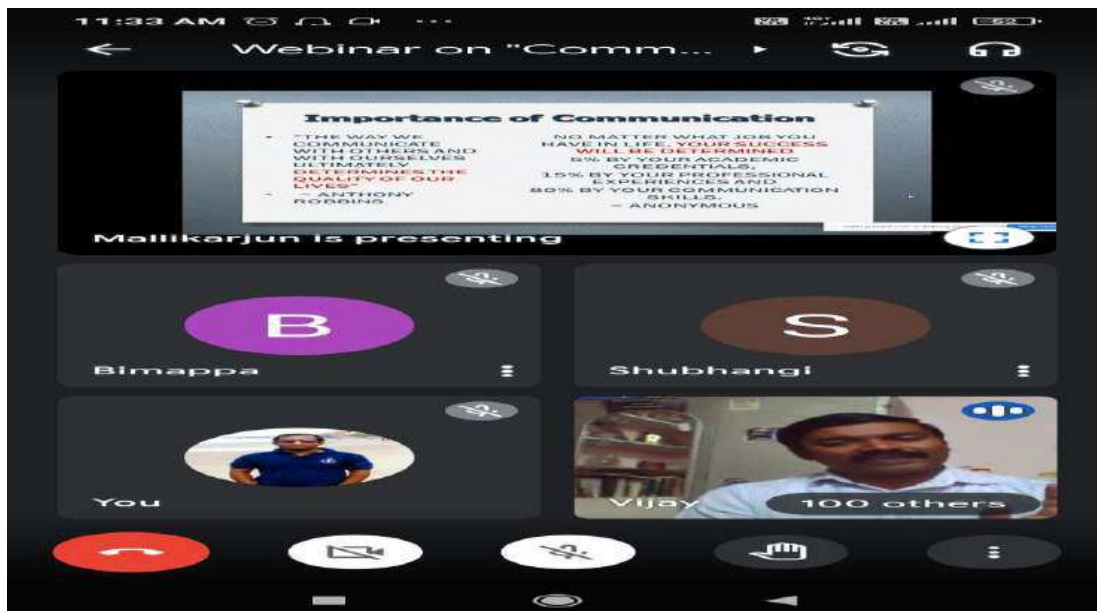 11:33 AM
52
Webinar on "Comm...
Importance of Communication
• "THE WAY WE
COMMUNICATE
WITH OTHERS AND
WITH OURSELVES
ULTIMATELY
DETERMINES THE
QUALITY OF OUR
LIVES"
• – ANTHONY
ROBBINS
NO MATTER WHAT JOB YOU
HAVE IN LIFE, YOUR SUCCESS
WILL BE DETERMINED
5% BY YOUR ACADEMIC
CREDENTIALS,
15% BY YOUR PROFESSIONAL
EXPERIENCES AND
80% BY YOUR COMMUNICATION
SKILLS.
– ANONYMOUS
Mallikarjun is presenting
B
Bimappa
S
Shubhangi
You
Vijay
100 others